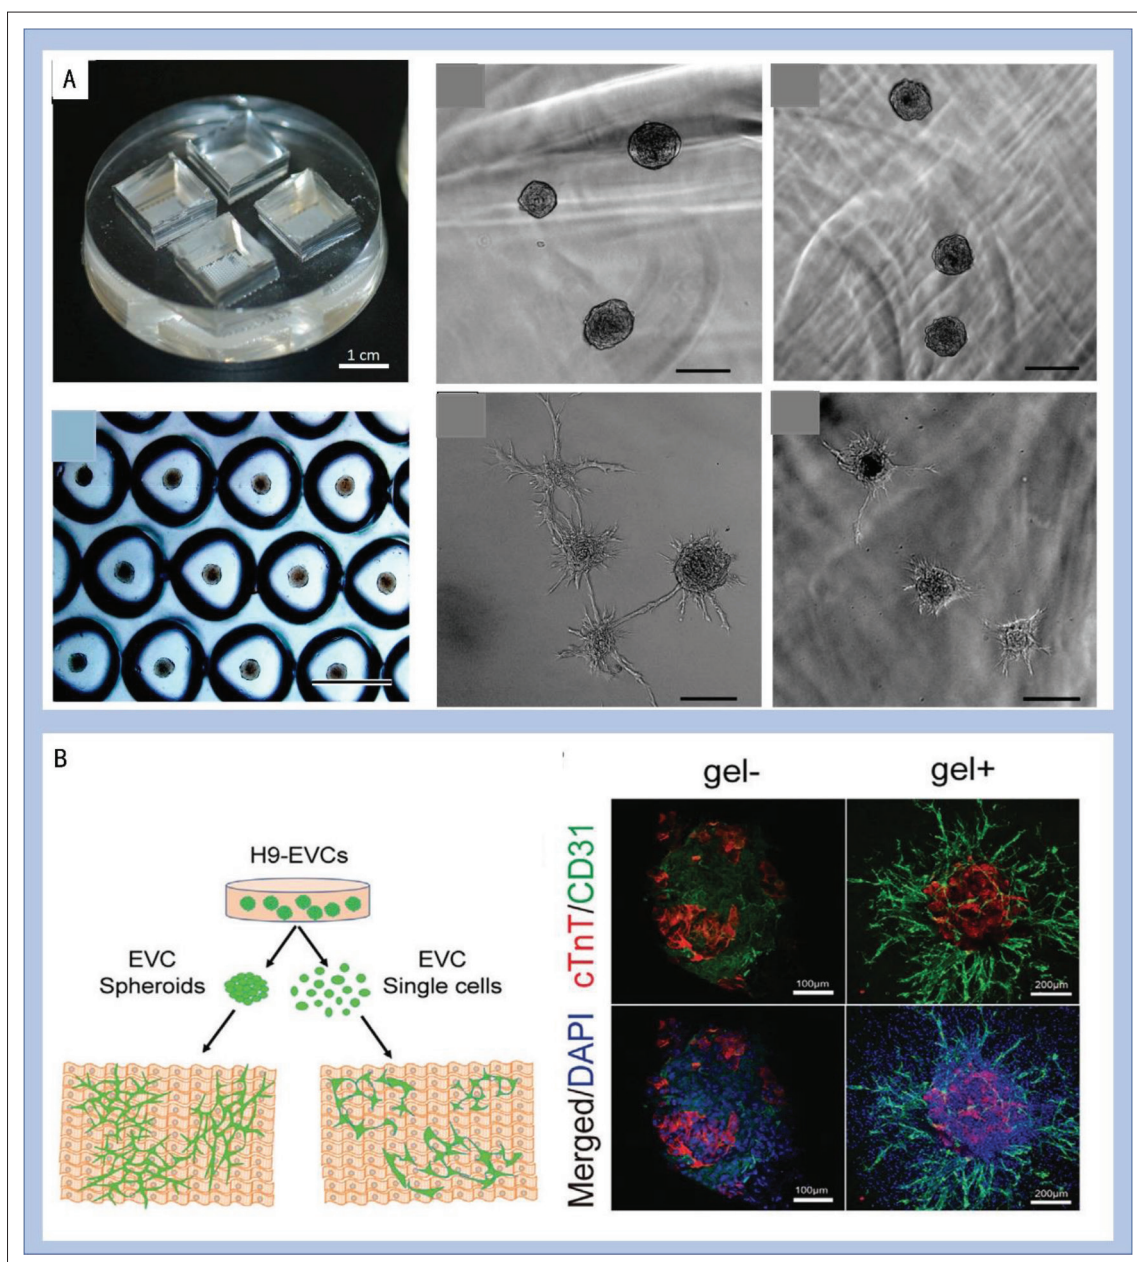 A
1 cm
B
gel-
gel+
H9-EVCs
EVC
Spheroids
EVC
Single cells
cTnT/CD31
100μm
200μm
Merged/DAPI
100μm
200μm